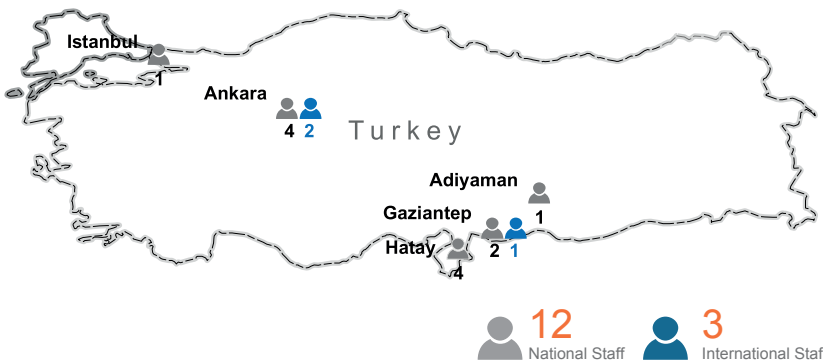 Istanbul
1
Ankara
4 2
Turkey
Adiyaman
1
Gaziantep
2 1
Hatay
4
12
National Staff
3
International Staf